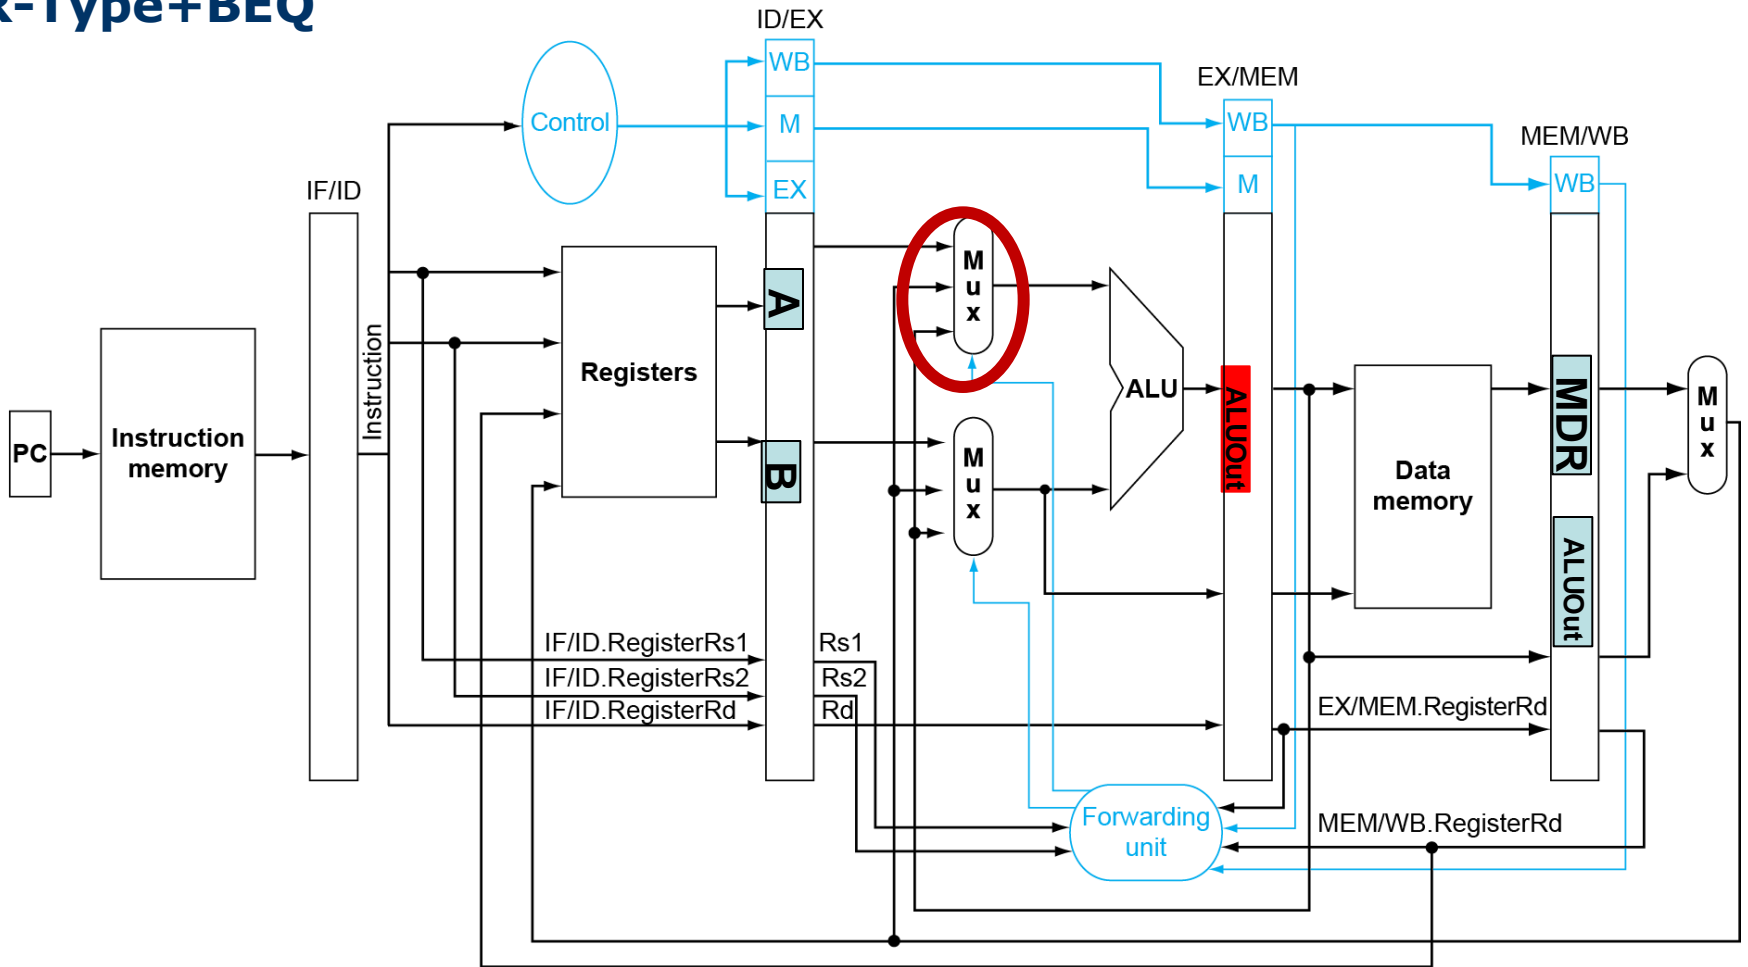 R-Type+BEQ
ID/EX
WB
EX/MEM
Control
M
WB
MEM/WB
IF/ID
EX
M
WB
M
u
x
A
Instruction
Registers
ALU
ALUOut
MDR
M
u
x
PC
Instruction
memory
B
M
u
x
Data
memory
ALUOut
IF/ID.RegisterRs1
Rs1
IF/ID.RegisterRs2
Rs2
IF/ID.RegisterRd
Rd
EX/MEM.RegisterRd
Forwarding
unit
MEM/WB.RegisterRd